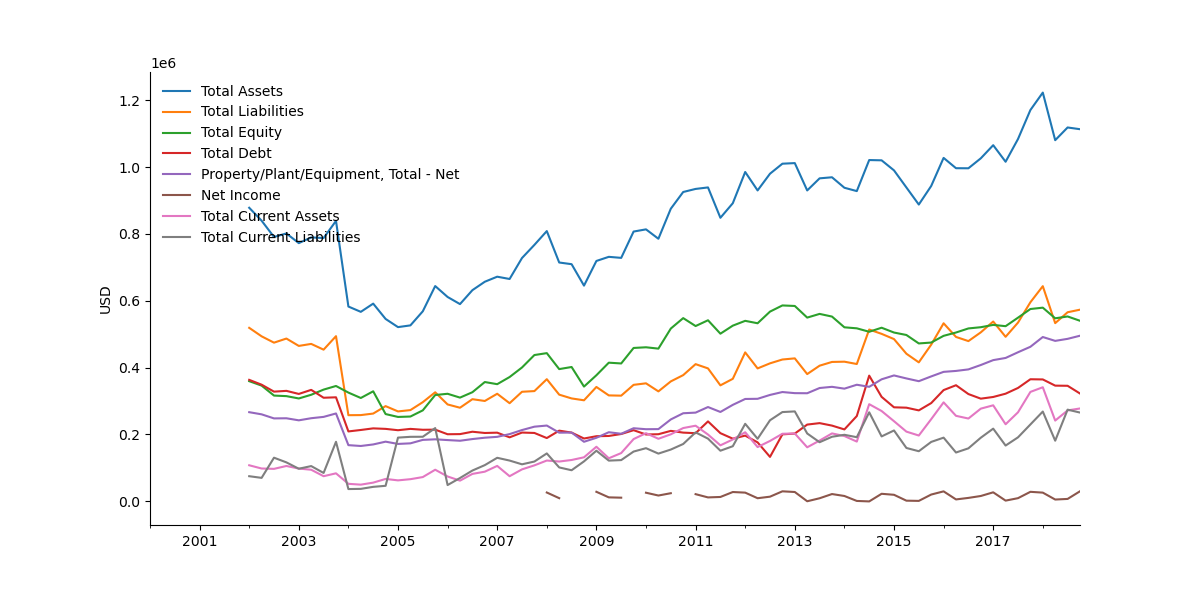 1e6
Total Assets
Total Liabilities
Total Equity
Total Debt
Property/Plant/Equipment, Total - Net
Net Income
Total Current Assets
Total Current Liabilities
USD
1.2
1.0
0.8
0.6
0.4
0.2
0.0
2001 2003 2005 2007 2009 2011 2013 2015 2017